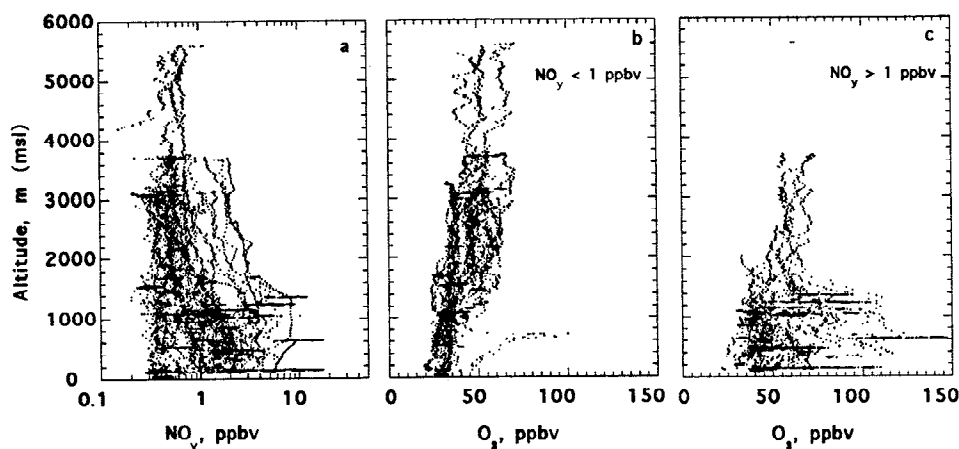 6000
5000
4000
3000
2000
1000
0
Altitude, m (msl)
a
0.1
1
10
NOy, ppbv
b
NOy < 1 ppbv
0
50
100
150
O3, ppbv
c
NOy > 1 ppbv
0
50
100
150
O3, ppbv